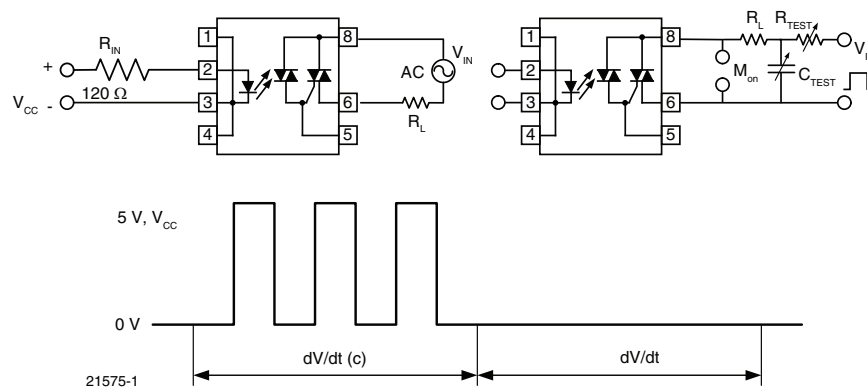 R_IN
+
V_CC
-
120 Ω
1
2
3
4
8
6
5
AC
V_IN
R_L
1
2
3
4
8
6
5
R_L
R_TEST
M_on
C_TEST
5 V, V_CC
0 V
dV/dt (c)
dV/dt
21575-1